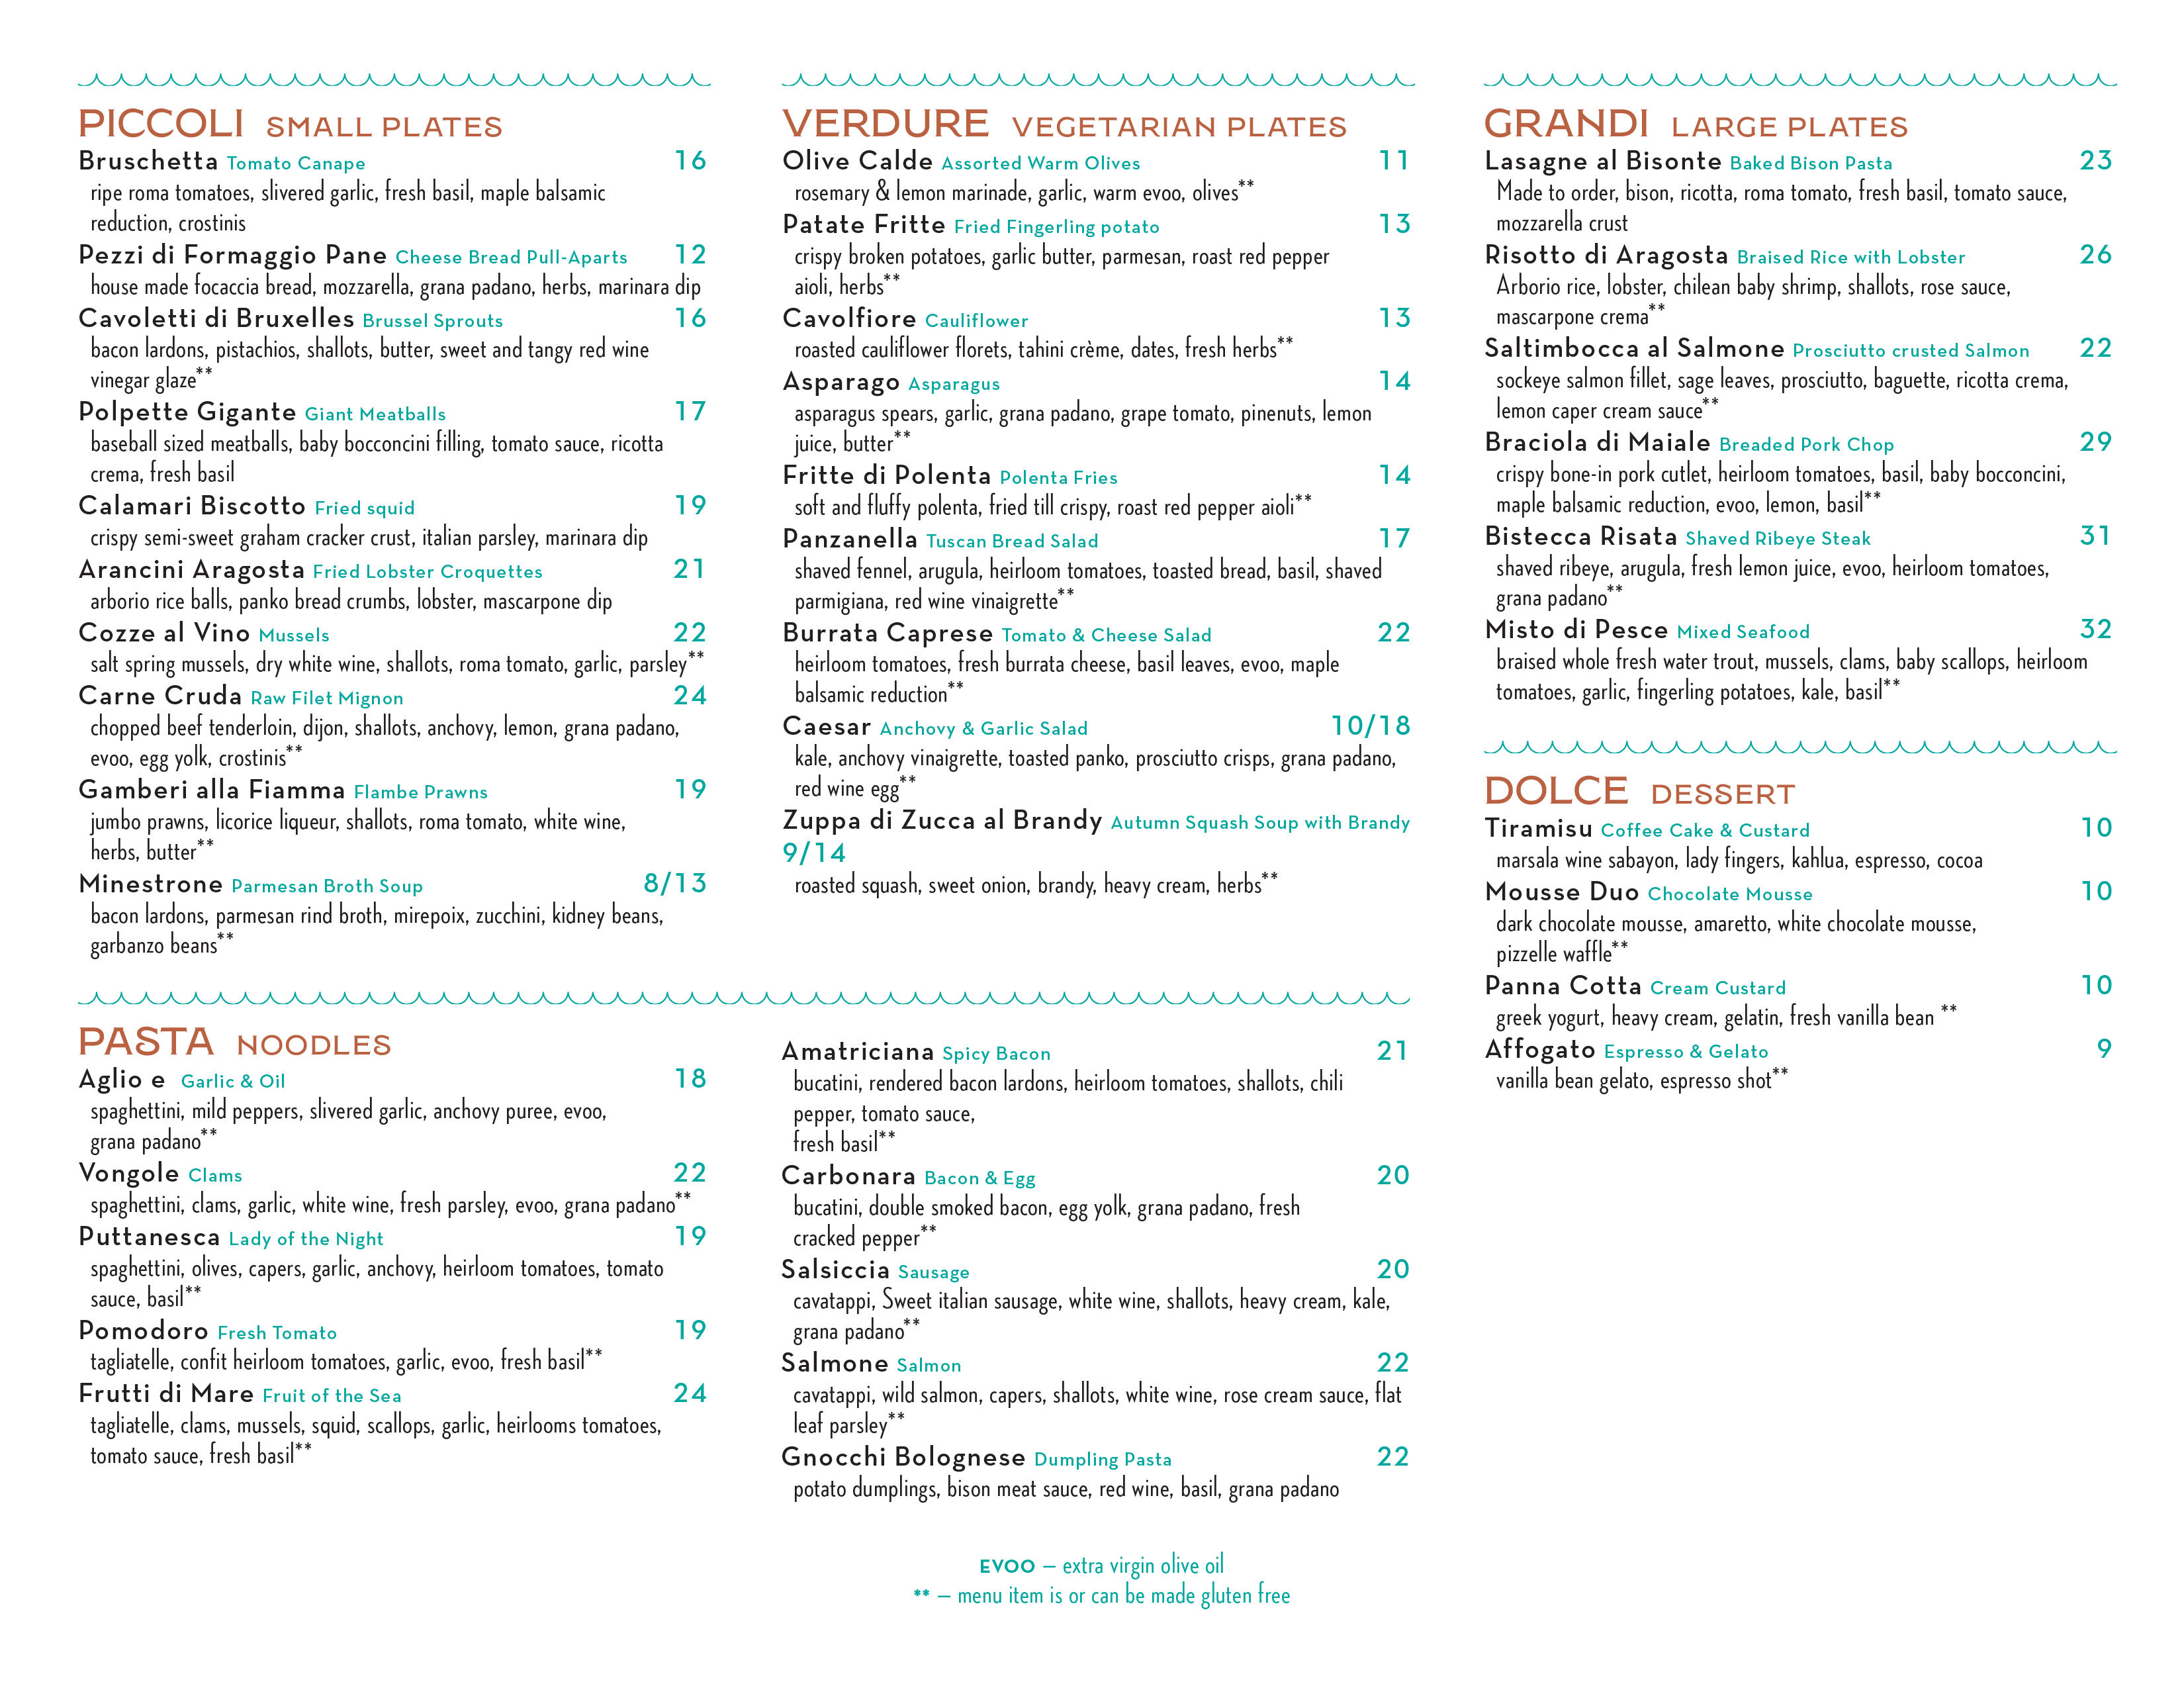 PICCOLI SMALL PLATES
Bruschetta Tomato Canape 16
ripe roma tomatoes, slivered garlic, fresh basil, maple balsamic
reduction, crostinis
Pezzi di Formaggio Pane Cheese Bread Pull-Aparts 12
house made focaccia bread, mozzarella, grana padano, herbs, marinara dip
Cavoletti di Bruxelles Brussel Sprouts 16
bacon lardons, pistachios, shallots, butter, sweet and tangy red wine
vinegar glaze**
Polpette Gigante Giant Meatballs 17
baseball sized meatballs, baby bocconcini filling, tomato sauce, ricotta
crema, fresh basil
Calamari Biscotto Fried squid 19
crispy semi-sweet graham cracker crust, italian parsley, marinara dip
Arancini Aragosta Fried Lobster Croquettes 21
arborio rice balls, panko bread crumbs, lobster, mascarpone dip
Cozze al Vino Mussels 22
salt spring mussels, dry white wine, shallots, roma tomato, garlic, parsley**
Carne Cruda Raw Filet Mignon 24
chopped beef tenderloin, dijon, shallots, anchovy, lemon, grana padano,
evoo, egg yolk, crostinis**
Gamberi alla Fiamma Flambe Prawns 19
jumbo prawns, licorice liqueur, shallots, roma tomato, white wine,
herbs, butter**
Minestrone Parmesan Broth Soup 8/13
bacon lardons, parmesan rind broth, mirepoix, zucchini, kidney beans,
garbanzo beans**
VERDURE VEGETARIAN PLATES
Olive Calde Assorted Warm Olives 11
rosemary & lemon marinade, garlic, warm evoo, olives**
Patate Fritte Fried Fingerling potato 13
crispy broken potatoes, garlic butter, parmesan, roast red pepper
aioli, herbs**
Cavolfiore Cauliflower 13
roasted cauliflower florets, tahini crème, dates, fresh herbs**
Asparago Asparagus 14
asparagus spears, garlic, grana padano, grape tomato, pinenuts, lemon
juice, butter**
Fritte di Polenta Polenta Fries 14
soft and fluffy polenta, fried till crispy, roast red pepper aioli**
Panzanella Tuscan Bread Salad 17
shaved fennel, arugula, heirloom tomatoes, toasted bread, basil, shaved
parmigiana, red wine vinaigrette**
Burrata Caprese Tomato & Cheese Salad 22
heirloom tomatoes, fresh burrata cheese, basil leaves, evoo, maple
balsamic reduction**
Caesar Anchovy & Garlic Salad 10/18
kale, anchovy vinaigrette, toasted panko, prosciutto crisps, grana padano,
red wine egg**
Zuppa di Zucca al Brandy Autumn Squash Soup with Brandy
9/14
roasted squash, sweet onion, brandy, heavy cream, herbs**
PASTA NOODLES
Aglio e Garlic & Oil 18
spaghettini, mild peppers, slivered garlic, anchovy puree, evoo,
grana padano**
Vongole Clams 22
spaghettini, clams, garlic, white wine, fresh parsley, evoo, grana padano**
Puttanesca Lady of the Night 19
spaghettini, olives, capers, garlic, anchovy, heirloom tomatoes, tomato
sauce, basil**
Pomodoro Fresh Tomato 19
tagliatelle, confit heirloom tomatoes, garlic, evoo, fresh basil**
Frutti di Mare Fruit of the Sea 24
tagliatelle, clams, mussels, squid, scallops, garlic, heirlooms tomatoes,
tomato sauce, fresh basil**
Amatriciana Spicy Bacon 21
bucatini, rendered bacon lardons, heirloom tomatoes, shallots, chili
pepper, tomato sauce,
fresh basil**
Carbonara Bacon & Egg 20
bucatini, double smoked bacon, egg yolk, grana padano, fresh
cracked pepper**
Salsiccia Sausage 20
cavatappi, Sweet italian sausage, white wine, shallots, heavy cream, kale,
grana padano**
Salmone Salmon 22
cavatappi, wild salmon, capers, shallots, white wine, rose cream sauce, flat
leaf parsley**
Gnocchi Bolognese Dumpling Pasta 22
potato dumplings, bison meat sauce, red wine, basil, grana padano
GRANDI LARGE PLATES
Lasagne al Bisonte Baked Bison Pasta 23
Made to order, bison, ricotta, roma tomato, fresh basil, tomato sauce,
mozzarella crust
Risotto di Aragosta Braised Rice with Lobster 26
Arborio rice, lobster, chilean baby shrimp, shallots, rose sauce,
mascarpone crema**
Saltimbocca al Salmone Prosciutto crusted Salmon 22
sockeye salmon fillet, sage leaves, prosciutto, baguette, ricotta crema,
lemon caper cream sauce**
Braciola di Maiale Breaded Pork Chop 29
crispy bone-in pork cutlet, heirloom tomatoes, basil, baby bocconcini,
maple balsamic reduction, evoo, lemon, basil**
Bistecca Risata Shaved Ribeye Steak 31
shaved ribeye, arugula, fresh lemon juice, evoo, heirloom tomatoes,
grana padano**
Misto di Pesce Mixed Seafood 32
braised whole fresh water trout, mussels, clams, baby scallops, heirloom
tomatoes, garlic, fingerling potatoes, kale, basil**
DOLCE DESSERT
Tiramisu Coffee Cake & Custard 10
marsala wine sabayon, lady fingers, kahlua, espresso, cocoa
Mousse Duo Chocolate Mousse 10
dark chocolate mousse, amaretto, white chocolate mousse,
pizzelle waffle**
Panna Cotta Cream Custard 10
greek yogurt, heavy cream, gelatin, fresh vanilla bean **
Affogato Espresso & Gelato 9
vanilla bean gelato, espresso shot**
EVOO – extra virgin olive oil
** – menu item is or can be made gluten free